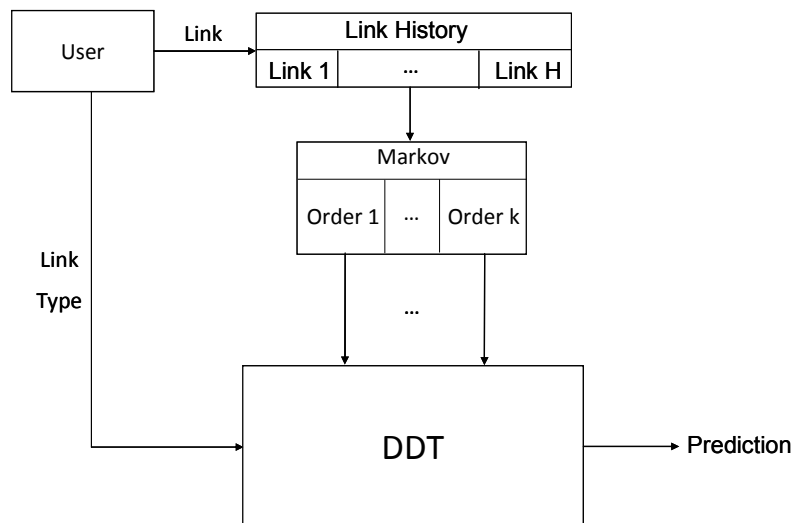 User
Link
Link History
Link 1
...
Link H
Markov
Order 1
...
Order k
Link
Type
...
DDT
Prediction